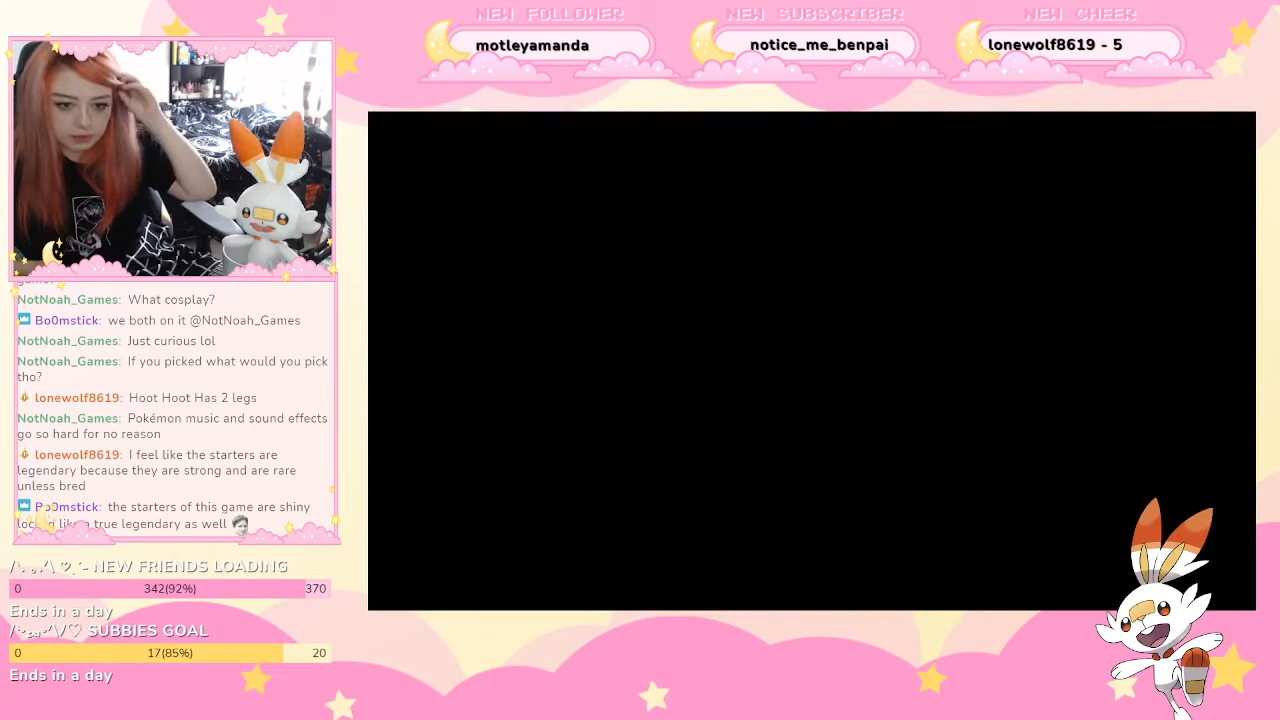 NEW FOLLOWER
NEW SUBSCRIBER
NEW CHEER
motleyamanda
notice_me_benpai
lonewolf8619 - 5
NotNoah_Games: What cosplay?
Bo0mstick: we both on it @NotNoah_Games
NotNoah_Games: Just curious lol
NotNoah_Games: If you picked what would you pick
tho?
lonewolf8619: Hoot Hoot Has 2 legs
NotNoah_Games: Pokémon music and sound effects
go so hard for no reason
lonewolf8619: I feel like the starters are
legendary because they are strong and are rare
unless bred
Bo0mstick: the starters of this game are shiny
true legendary as well
NEW FRIENDS LOADING
0 342(92%) 370
Ends in a day
SUBBIES GOAL
0 17(85%) 20
Ends in a day